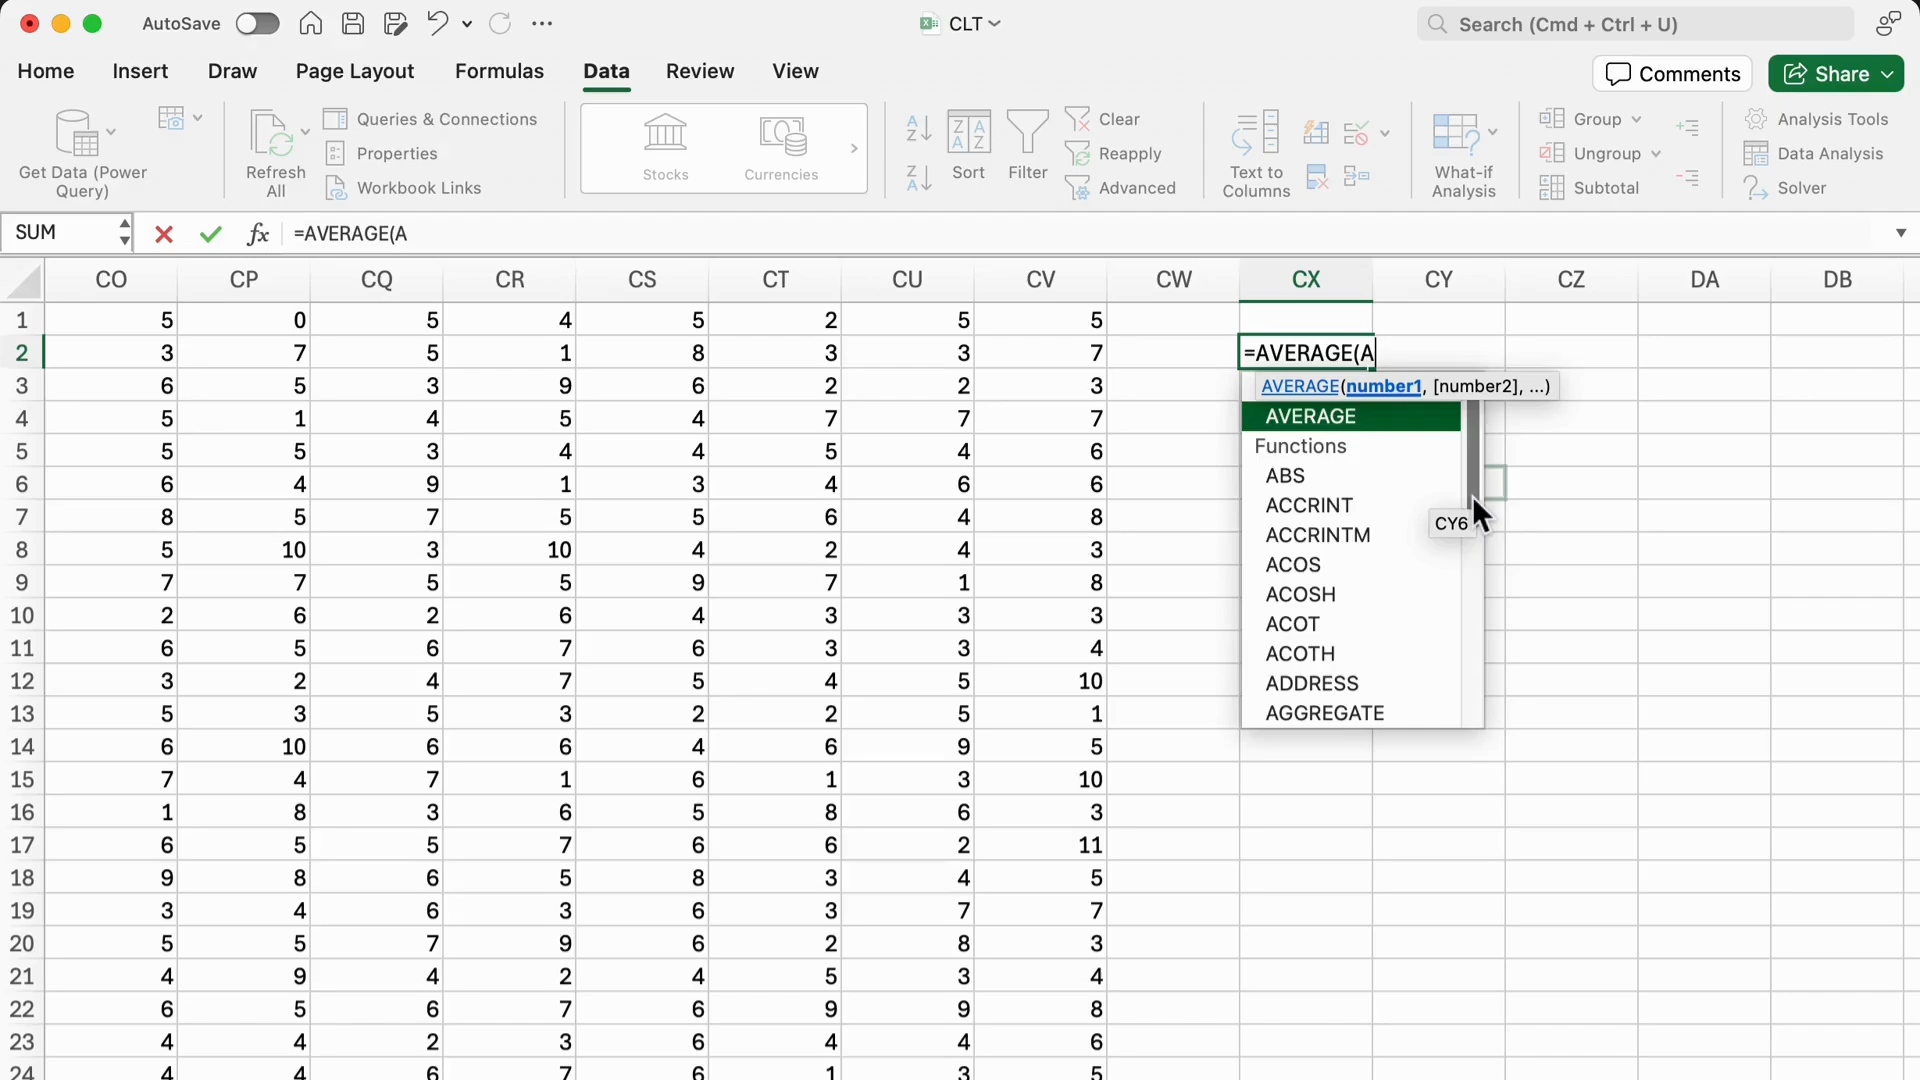 AutoSave
CLT
Search (Cmd + Ctrl + U)
Home Insert Draw Page Layout Formulas Data Review View
Comments
Share
Get Data (Power Query)
Refresh All
Queries & Connections
Properties
Workbook Links
Stocks
Currencies
Sort
Filter
Clear
Reapply
Advanced
Text to Columns
What-if Analysis
Group
Ungroup
Subtotal
Analysis Tools
Data Analysis
Solver
SUM fx =AVERAGE(A
CO CP CQ CR CS CT CU CV CW CX CY CZ DA DB
1 5 0 5 4 5 2 5 5
2 3 7 5 1 8 3 3 7 =AVERAGE(A
3 6 5 3 9 6 2 2 3 AVERAGE(number1, [number2], ...)
4 5 1 4 5 4 7 7 7 AVERAGE
5 5 5 3 4 4 5 4 6 Functions
6 6 4 9 1 3 4 6 6 ABS
7 8 5 7 5 5 6 4 8 ACCRINT
CY6
8 5 10 3 10 4 2 4 3 ACCRINTM
9 7 7 5 5 9 7 1 8 ACOS
10 2 6 2 6 4 3 3 3 ACOSH
ACOT
11 6 5 6 7 6 3 3 4 ACOTH
12 3 2 4 7 5 4 5 10 ADDRESS
13 5 3 5 3 2 2 5 1 AGGREGATE
14 6 10 6 6 4 6 9 5
15 7 4 7 1 6 1 3 10
16 1 8 3 6 5 8 6 3
17 6 5 5 7 6 6 2 11
18 9 8 6 5 8 3 4 5
19 3 4 6 3 6 3 7 7
20 5 5 7 9 6 2 8 3
21 4 9 4 2 4 5 3 4
22 6 5 6 7 6 9 9 8
23 4 4 2 3 6 4 4 6
24 4 4 6 7 6 1 3 5